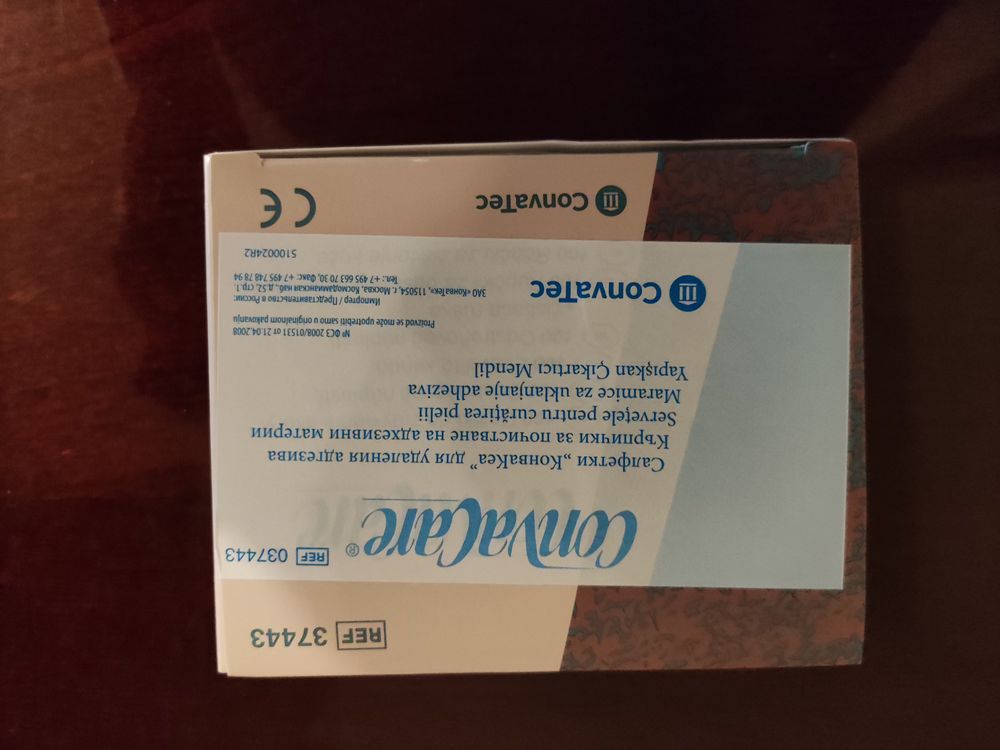 REF 37443
ConvaCare®
REF 037443
Салфетки „КонваКеа” для удаления адгезива
Кърпички за почистване на адхезивни материи
Serveţele pentru curăţirea pielii
Maramice za uklanjanje adheziva
Yapışkan Çıkartıcı Mendil
№ ФСЗ 2008/01531 от 21.04.2008
Proizvod se može upotrebiti samo u originalnom pakovanju
Импортер / Представительство в России:
ЗАО «КонваТек», 115054, г. Москва, Космодамианская наб., д.52, стр.1.
Тел.: +7 495 663 70 30, Факс: +7 495 748 78 94
ConvaTec
5100024R2
ConvaTec
CE